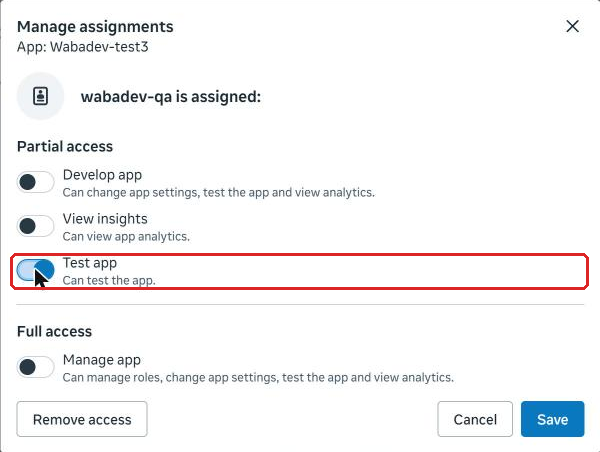 Manage assignments
App: Wabadev-test3
wabadev-qa is assigned:
Partial access
Develop app
Can change app settings, test the app and view analytics.
View insights
Can view app analytics.
Test app
Can test the app.
Full access
Manage app
Can manage roles, change app settings, test the app and view analytics.
Remove access
Cancel
Save